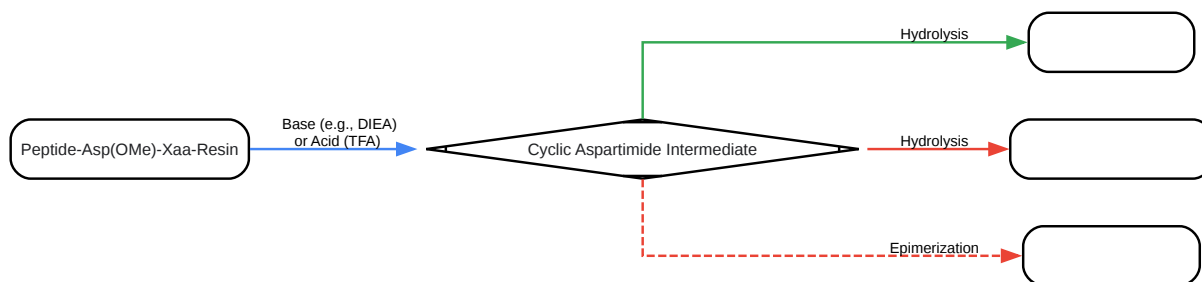 Hydrolysis
Base (e.g., DIEA)
or Acid (TFA)
Peptide-Asp(OMe)-Xaa-Resin
Cyclic Aspartimide Intermediate
Hydrolysis
Epimerization